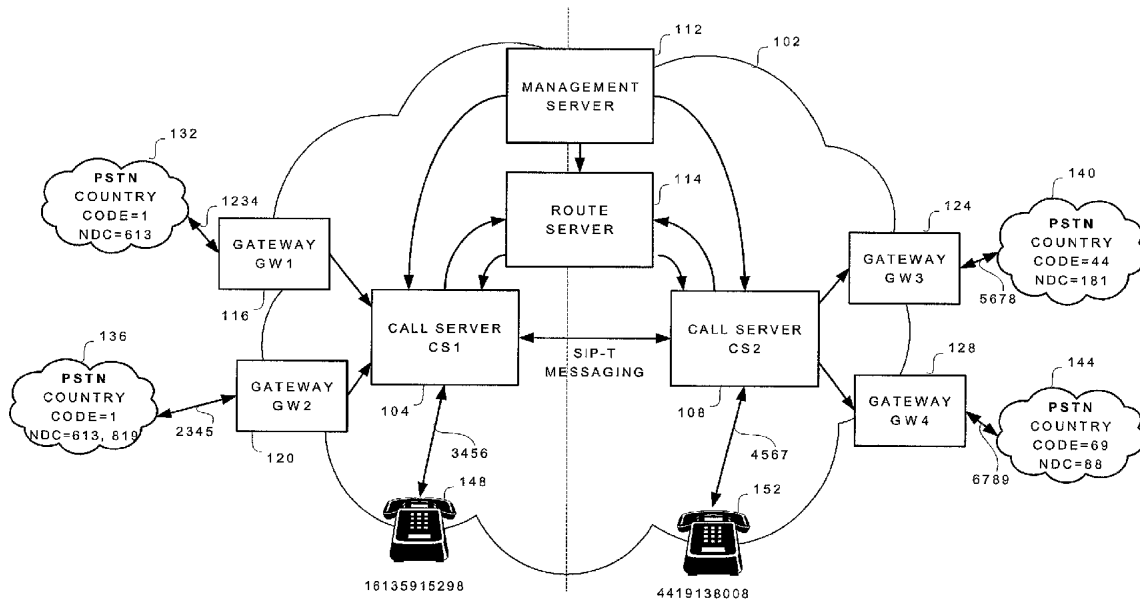 112
102
MANAGEMENT
SERVER
132
PSTN
COUNTRY
CODE=1
NDC=613
1234
114
ROUTE
SERVER
140
PSTN
COUNTRY
CODE=44
NDC=181
124
GATEWAY
GW1
116
GATEWAY
GW3
5678
136
PSTN
COUNTRY
CODE=1
NDC=613, 819
2345
GATEWAY
GW2
120
CALL SERVER
CS1
104
SIP-T
MESSAGING
CALL SERVER
CS2
108
128
GATEWAY
GW4
144
PSTN
COUNTRY
CODE=69
NDC=88
6789
3456
148
16135915298
4567
152
4419138008